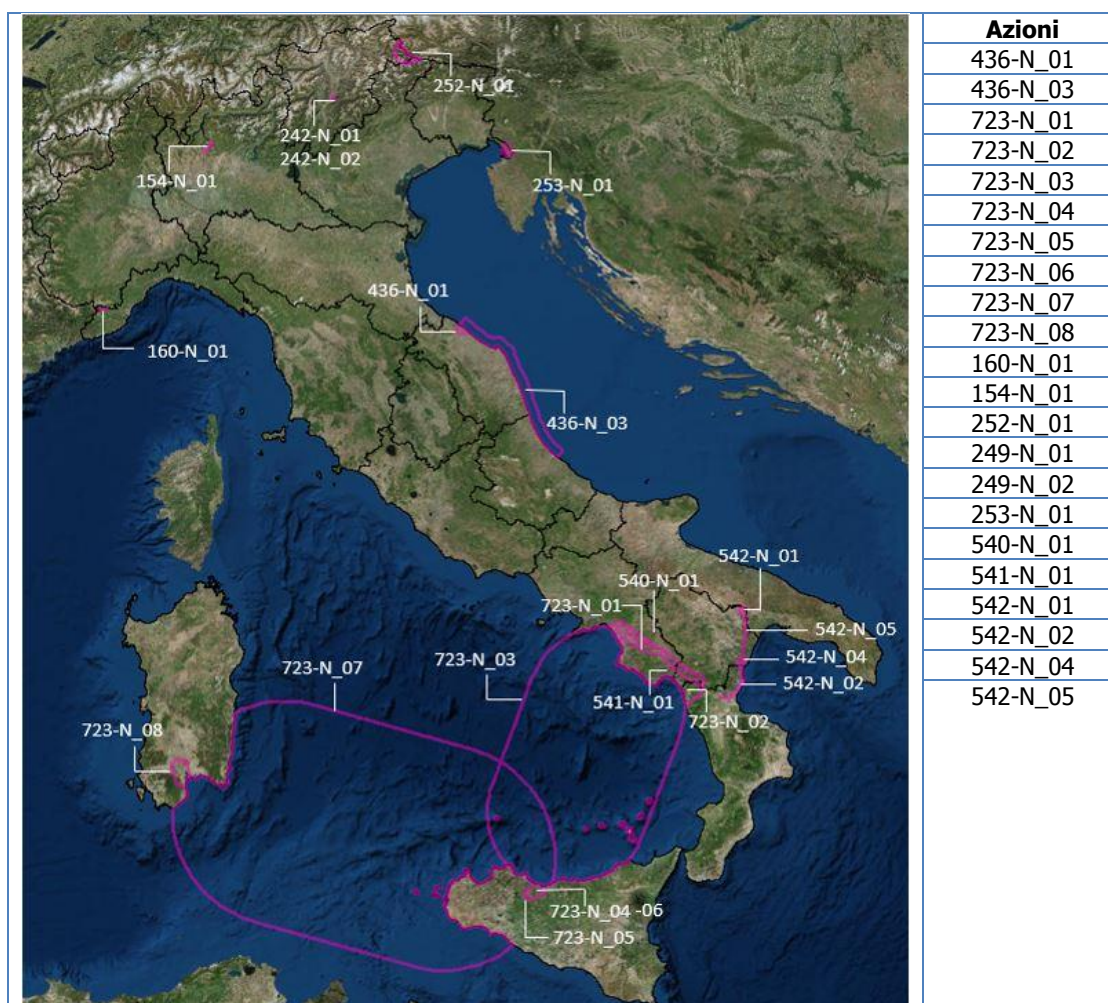 252-N_01
242-N_01
242-N_02
154-N_01
253-N_01
436-N_01
160-N_01
436-N_03
542-N_01
540-N_01
723-N_01
542-N_05
723-N_07
723-N_03
542-N_04
542-N_02
541-N_01
723-N_02
723-N_08
723-N_04 -06
723-N_05
Azioni
436-N_01
436-N_03
723-N_01
723-N_02
723-N_03
723-N_04
723-N_05
723-N_06
723-N_07
723-N_08
160-N_01
154-N_01
252-N_01
249-N_01
249-N_02
253-N_01
540-N_01
541-N_01
542-N_01
542-N_02
542-N_04
542-N_05